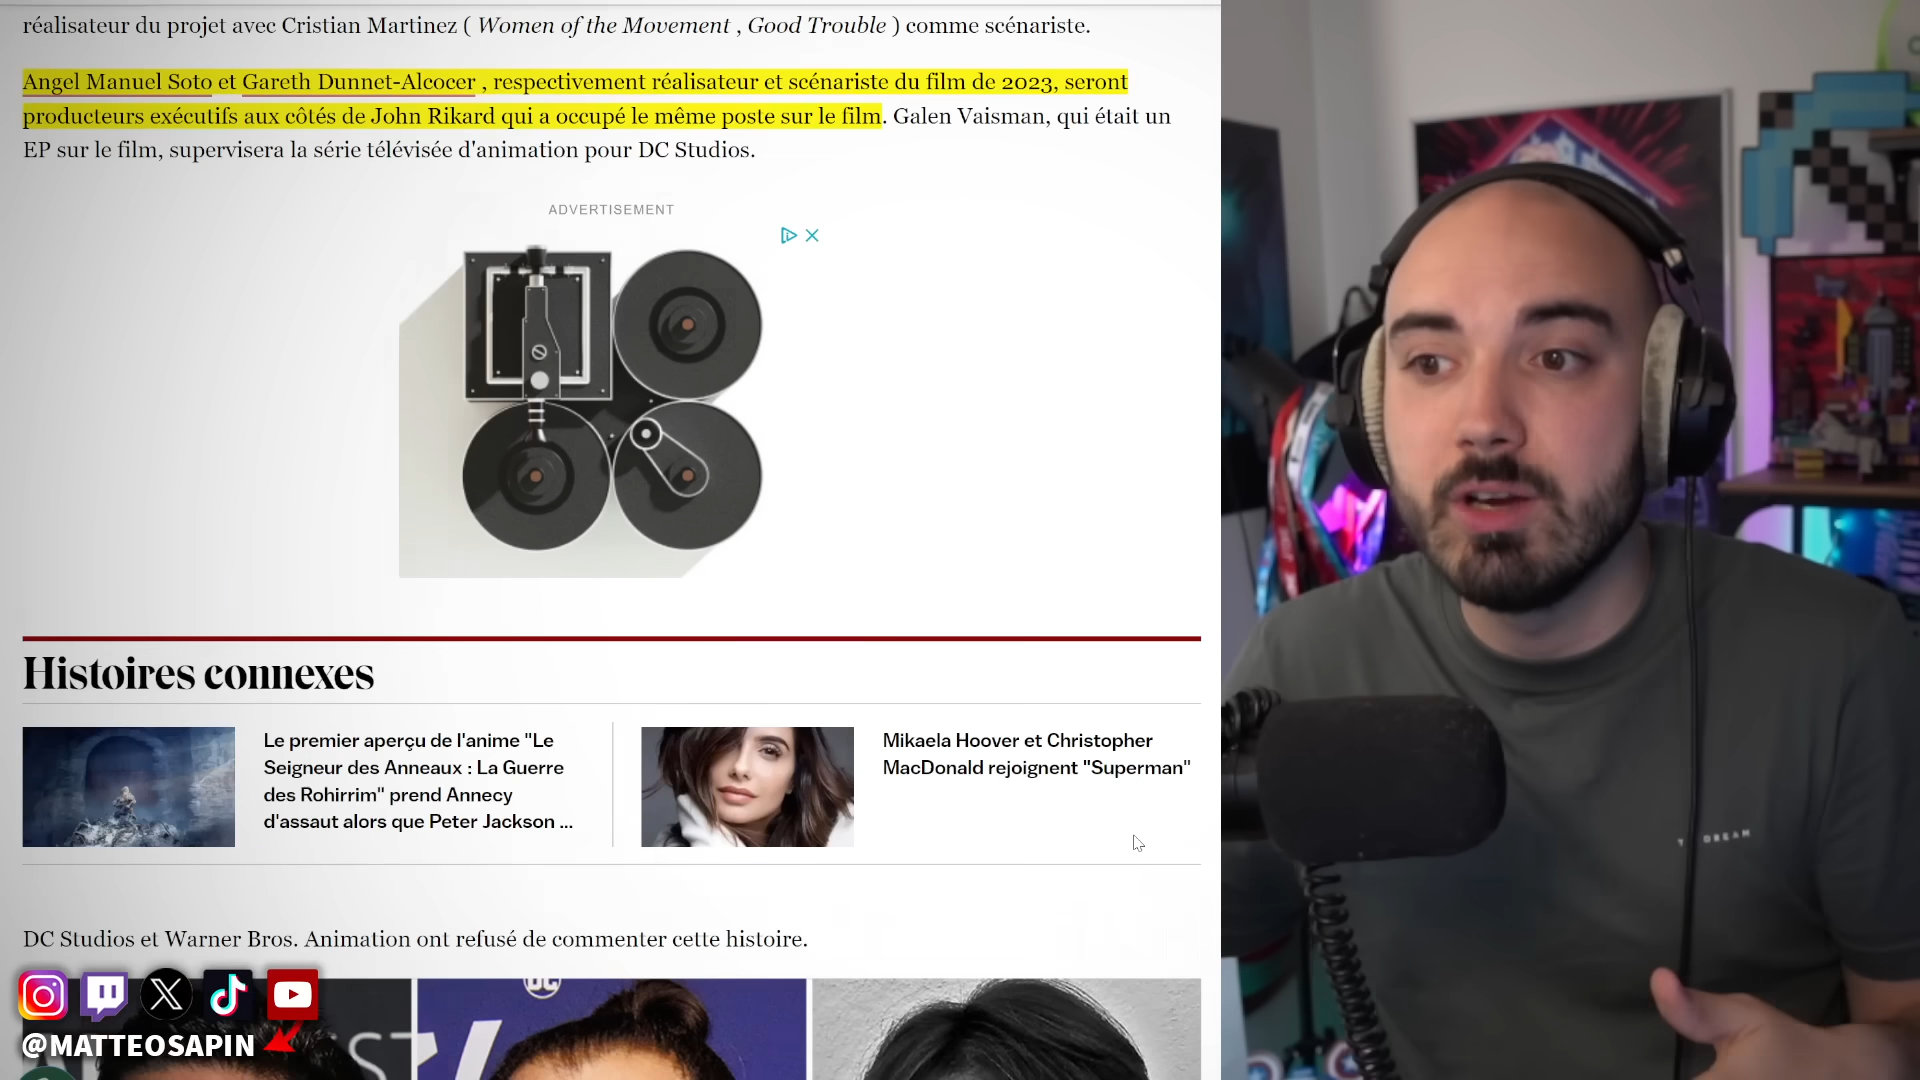 réalisateur du projet avec Cristian Martinez ( Women of the Movement , Good Trouble ) comme scénariste.
Angel Manuel Soto et Gareth Dunnet-Alcocer , respectivement réalisateur et scénariste du film de 2023, seront
producteurs exécutifs aux côtés de John Rikard qui a occupé le même poste sur le film. Galen Vaisman, qui était un
EP sur le film, supervisera la série télévisée d'animation pour DC Studios.
ADVERTISEMENT
Histoires connexes
Le premier aperçu de l'anime "Le
Seigneur des Anneaux : La Guerre
des Rohirrim" prend Annecy
d'assaut alors que Peter Jackson ...
Mikaela Hoover et Christopher
MacDonald rejoignent "Superman"
DC Studios et Warner Bros. Animation ont refusé de commenter cette histoire.
@MATTEOSAPIN